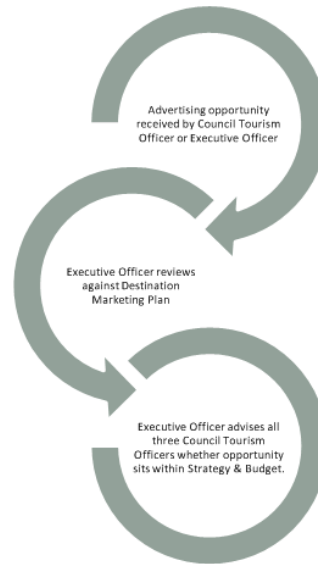 Advertising opportunity
received by Council Tourism
Officer or Executive Officer
Executive Officer reviews
against Destination
Marketing Plan
Executive Officer advises all
three Council Tourism
Officers whether opportunity
sits within Strategy & Budget.